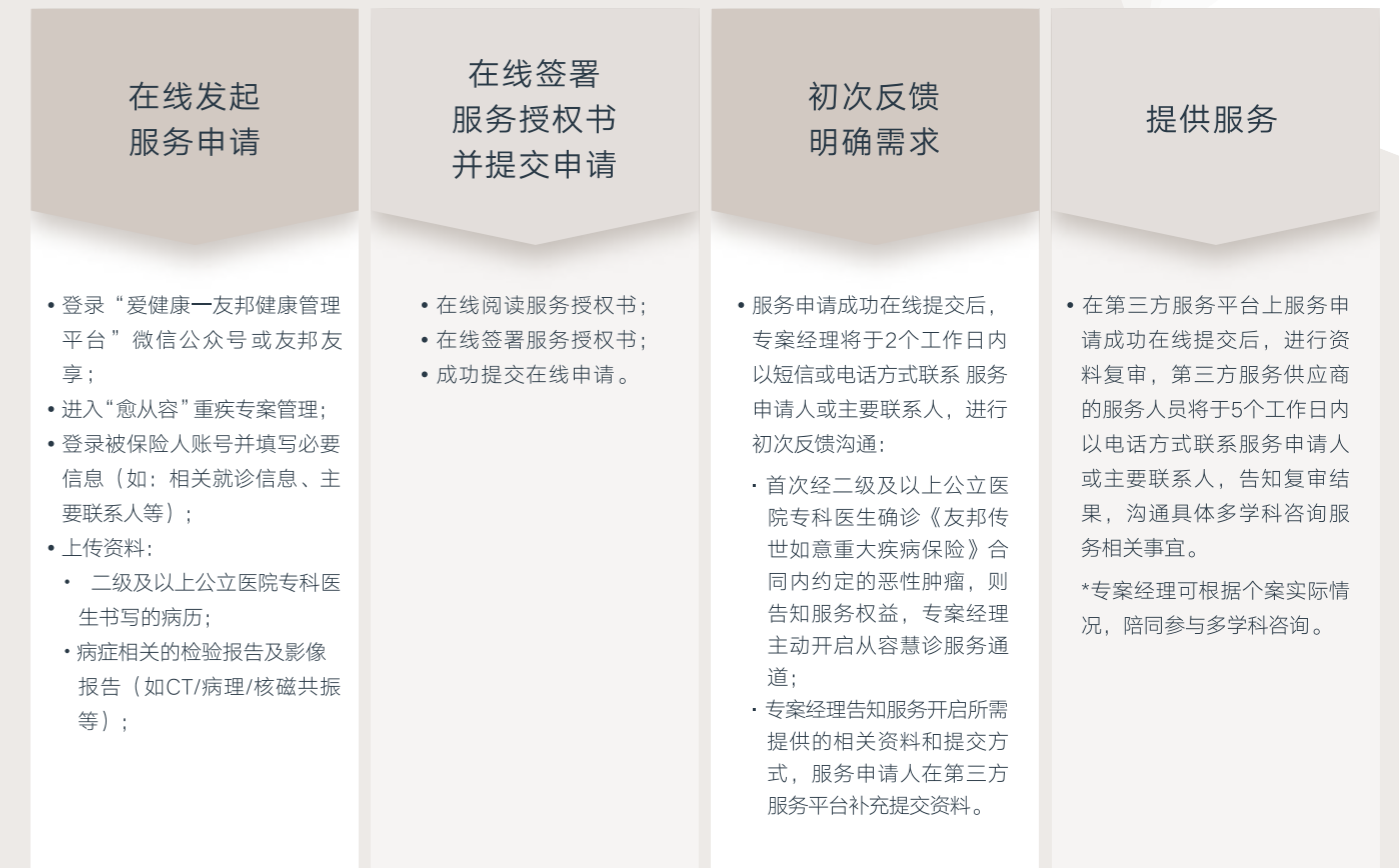 在线发起
服务申请
• 登录“爱健康—友邦健康管理
平台”微信公众号或友邦友
享；
• 进入“愈从容”重疾专案管理；
• 登录被保险人账号并填写必要
信息（如：相关就诊信息、主
要联系人等）；
• 上传资料：
• 二级及以上公立医院专科医
生书写的病历；
• 病症相关的检验报告及影像
报告（如CT/病理/核磁共振
等）；
在线签署
服务授权书
并提交申请
• 在线阅读服务授权书；
• 在线签署服务授权书；
• 成功提交在线申请。
初次反馈
明确需求
• 服务申请成功在线提交后，
专案经理将于2个工作日内
以短信或电话方式联系 服务
申请人或主要联系人，进行
初次反馈沟通：
· 首次经二级及以上公立医
院专科医生确诊《友邦传
世如意重大疾病保险》合
同内约定的恶性肿瘤，则
告知服务权益，专案经理
主动开启从容慧诊服务通
道；
· 专案经理告知服务开启所需
提供的相关资料和提交方
式，服务申请人在第三方
服务平台补充提交资料。
提供服务
• 在第三方服务平台上服务申
请成功在线提交后，进行资
料复审，第三方服务供应商
的服务人员将于5个工作日内
以电话方式联系服务申请人
或主要联系人，告知复审结
果，沟通具体多学科咨询服
务相关事宜。
*专案经理可根据个案实际情
况，陪同参与多学科咨询。